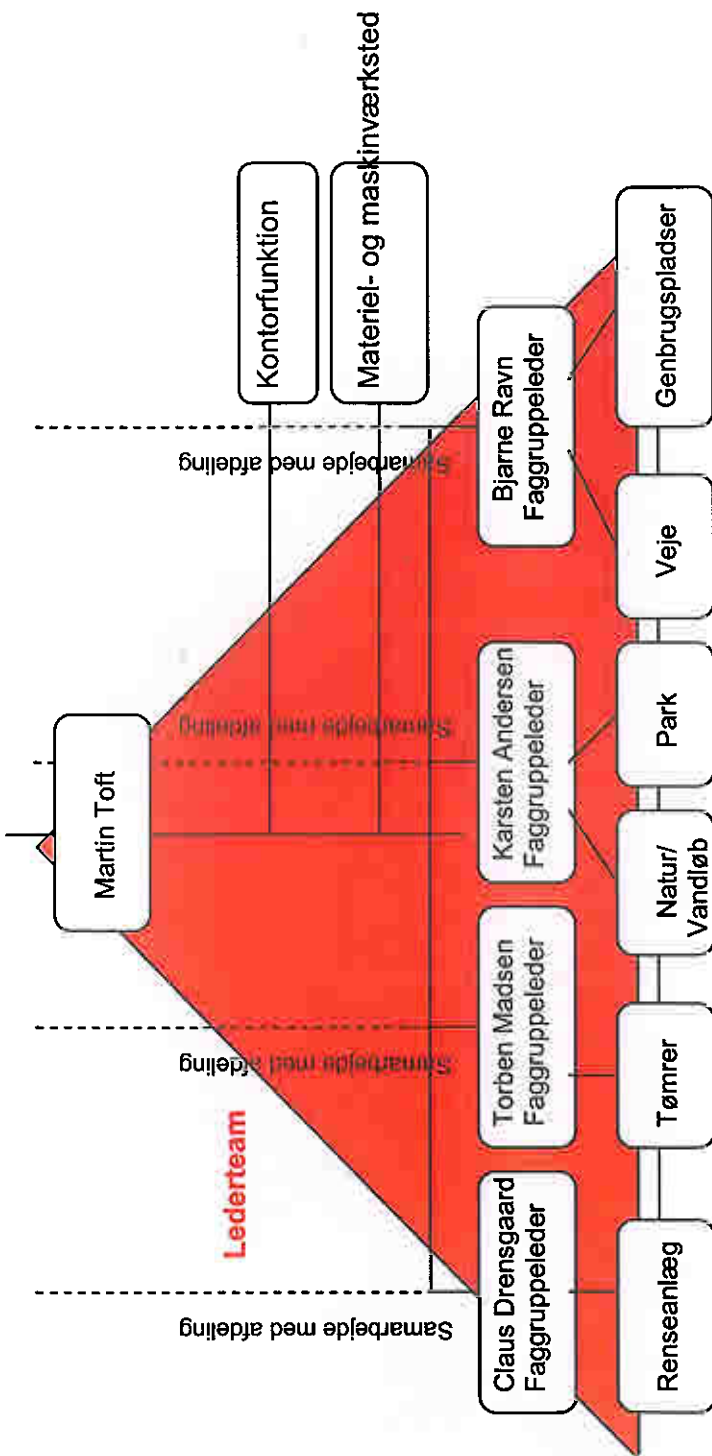 Martin Toft
Kontorfunktion
Materiel- og maskinværksted
Lederteam
Samarbejde med afdeling
Samarbejde med afdeling
Samarbejde med afdeling
Samarbejde med afdeling
Claus Drensgaard
Faggruppeleder
Torben Madsen
Faggruppeleder
Karsten Andersen
Faggruppeleder
Bjarne Ravn
Faggruppeleder
Renseanlæg
Tømrer
Natur/
Vandløb
Park
Veje
Genbrugspladser